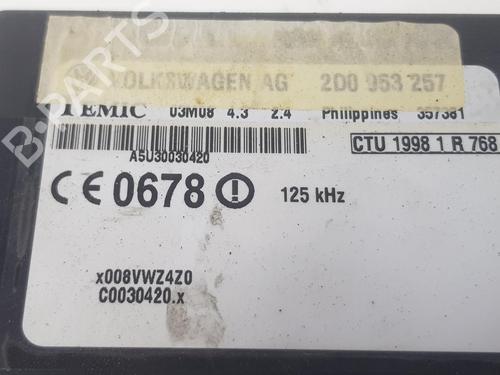 VOLKSWAGEN AG 2D0 953 257
TEMIC 03M08 4.3 2.4 Philippines 357381
A5U30030420
CTU 1998 1 R 768
CE 0678 125 kHz
x008VWZ4Z0
C0030420.x
B-PARTS